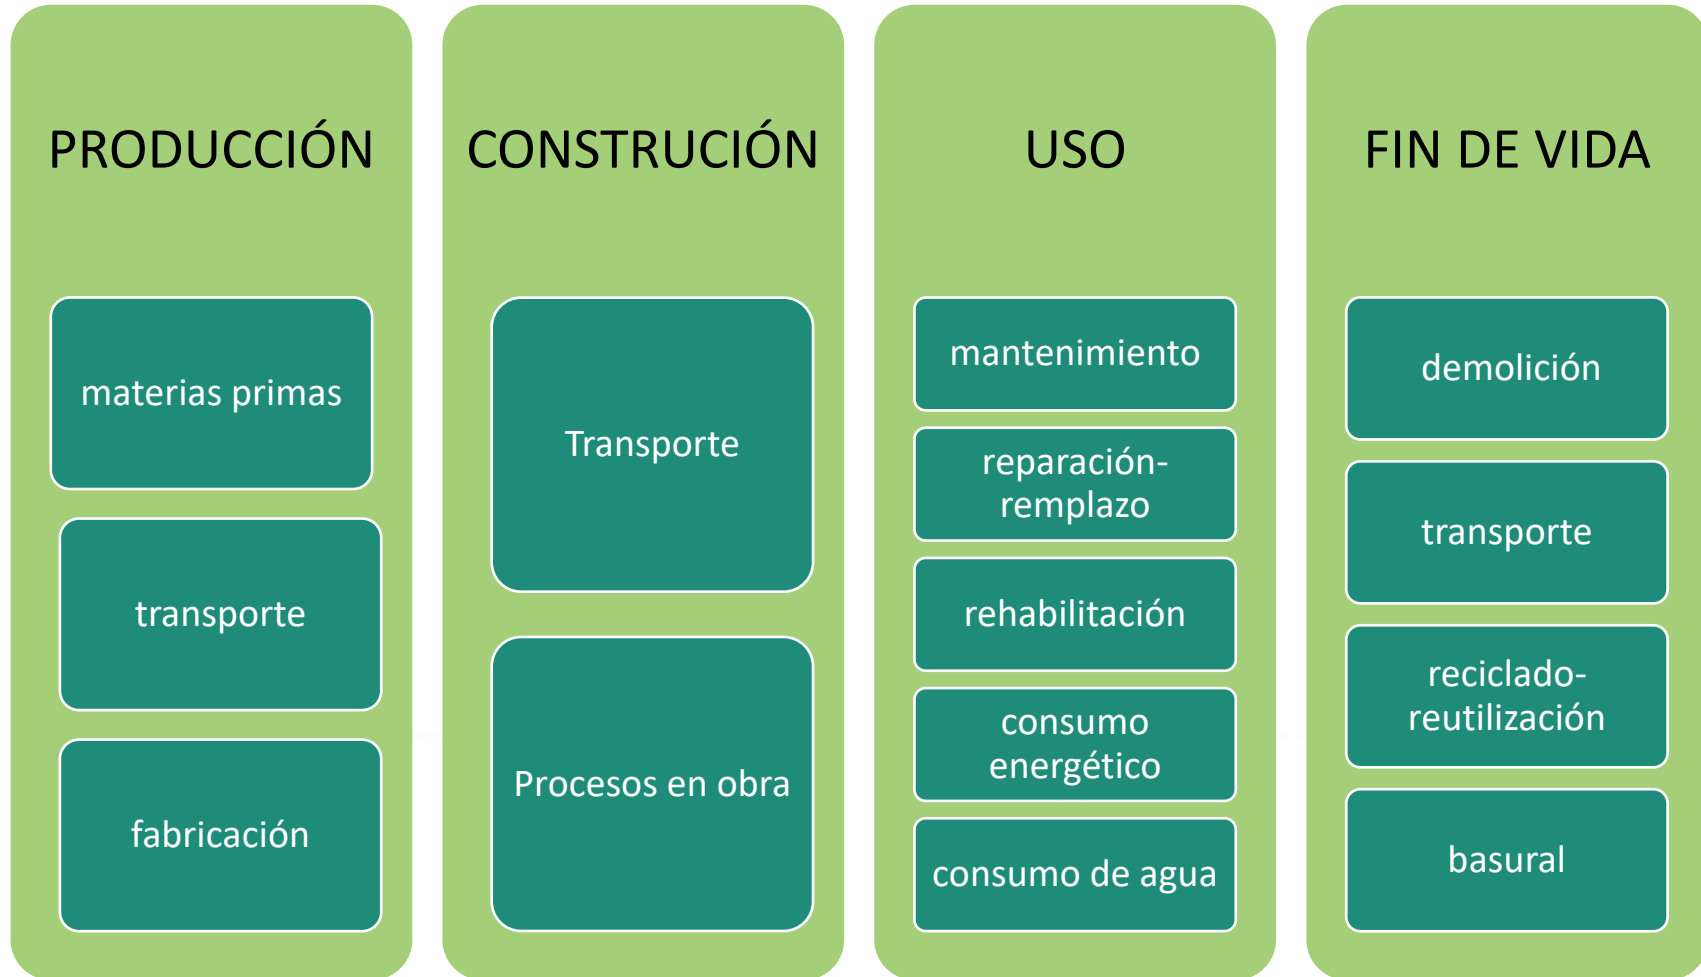 PRODUCCIÓN
materias primas
transporte
fabricación
CONSTRUCIÓN
Transporte
Procesos en obra
USO
mantenimiento
reparación-
remplazo
rehabilitación
consumo
energético
consumo de agua
FIN DE VIDA
demolición
transporte
reciclado-
reutilización
basural